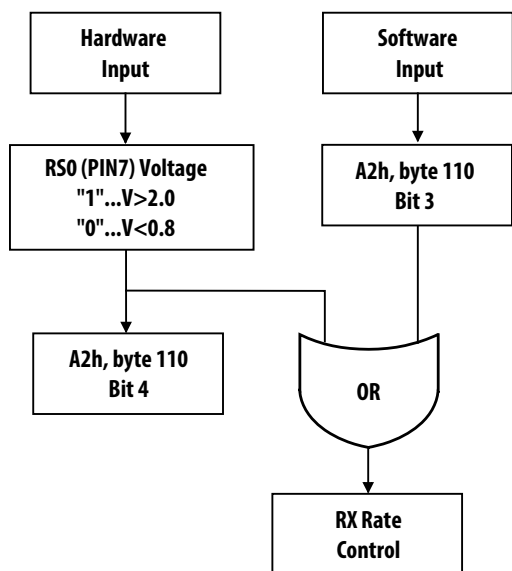 Hardware
Input
Software
Input
RS0 (PIN7) Voltage
"1"...V>2.0
"0"...V<0.8
A2h, byte 110
Bit 3
A2h, byte 110
Bit 4
OR
RX Rate
Control